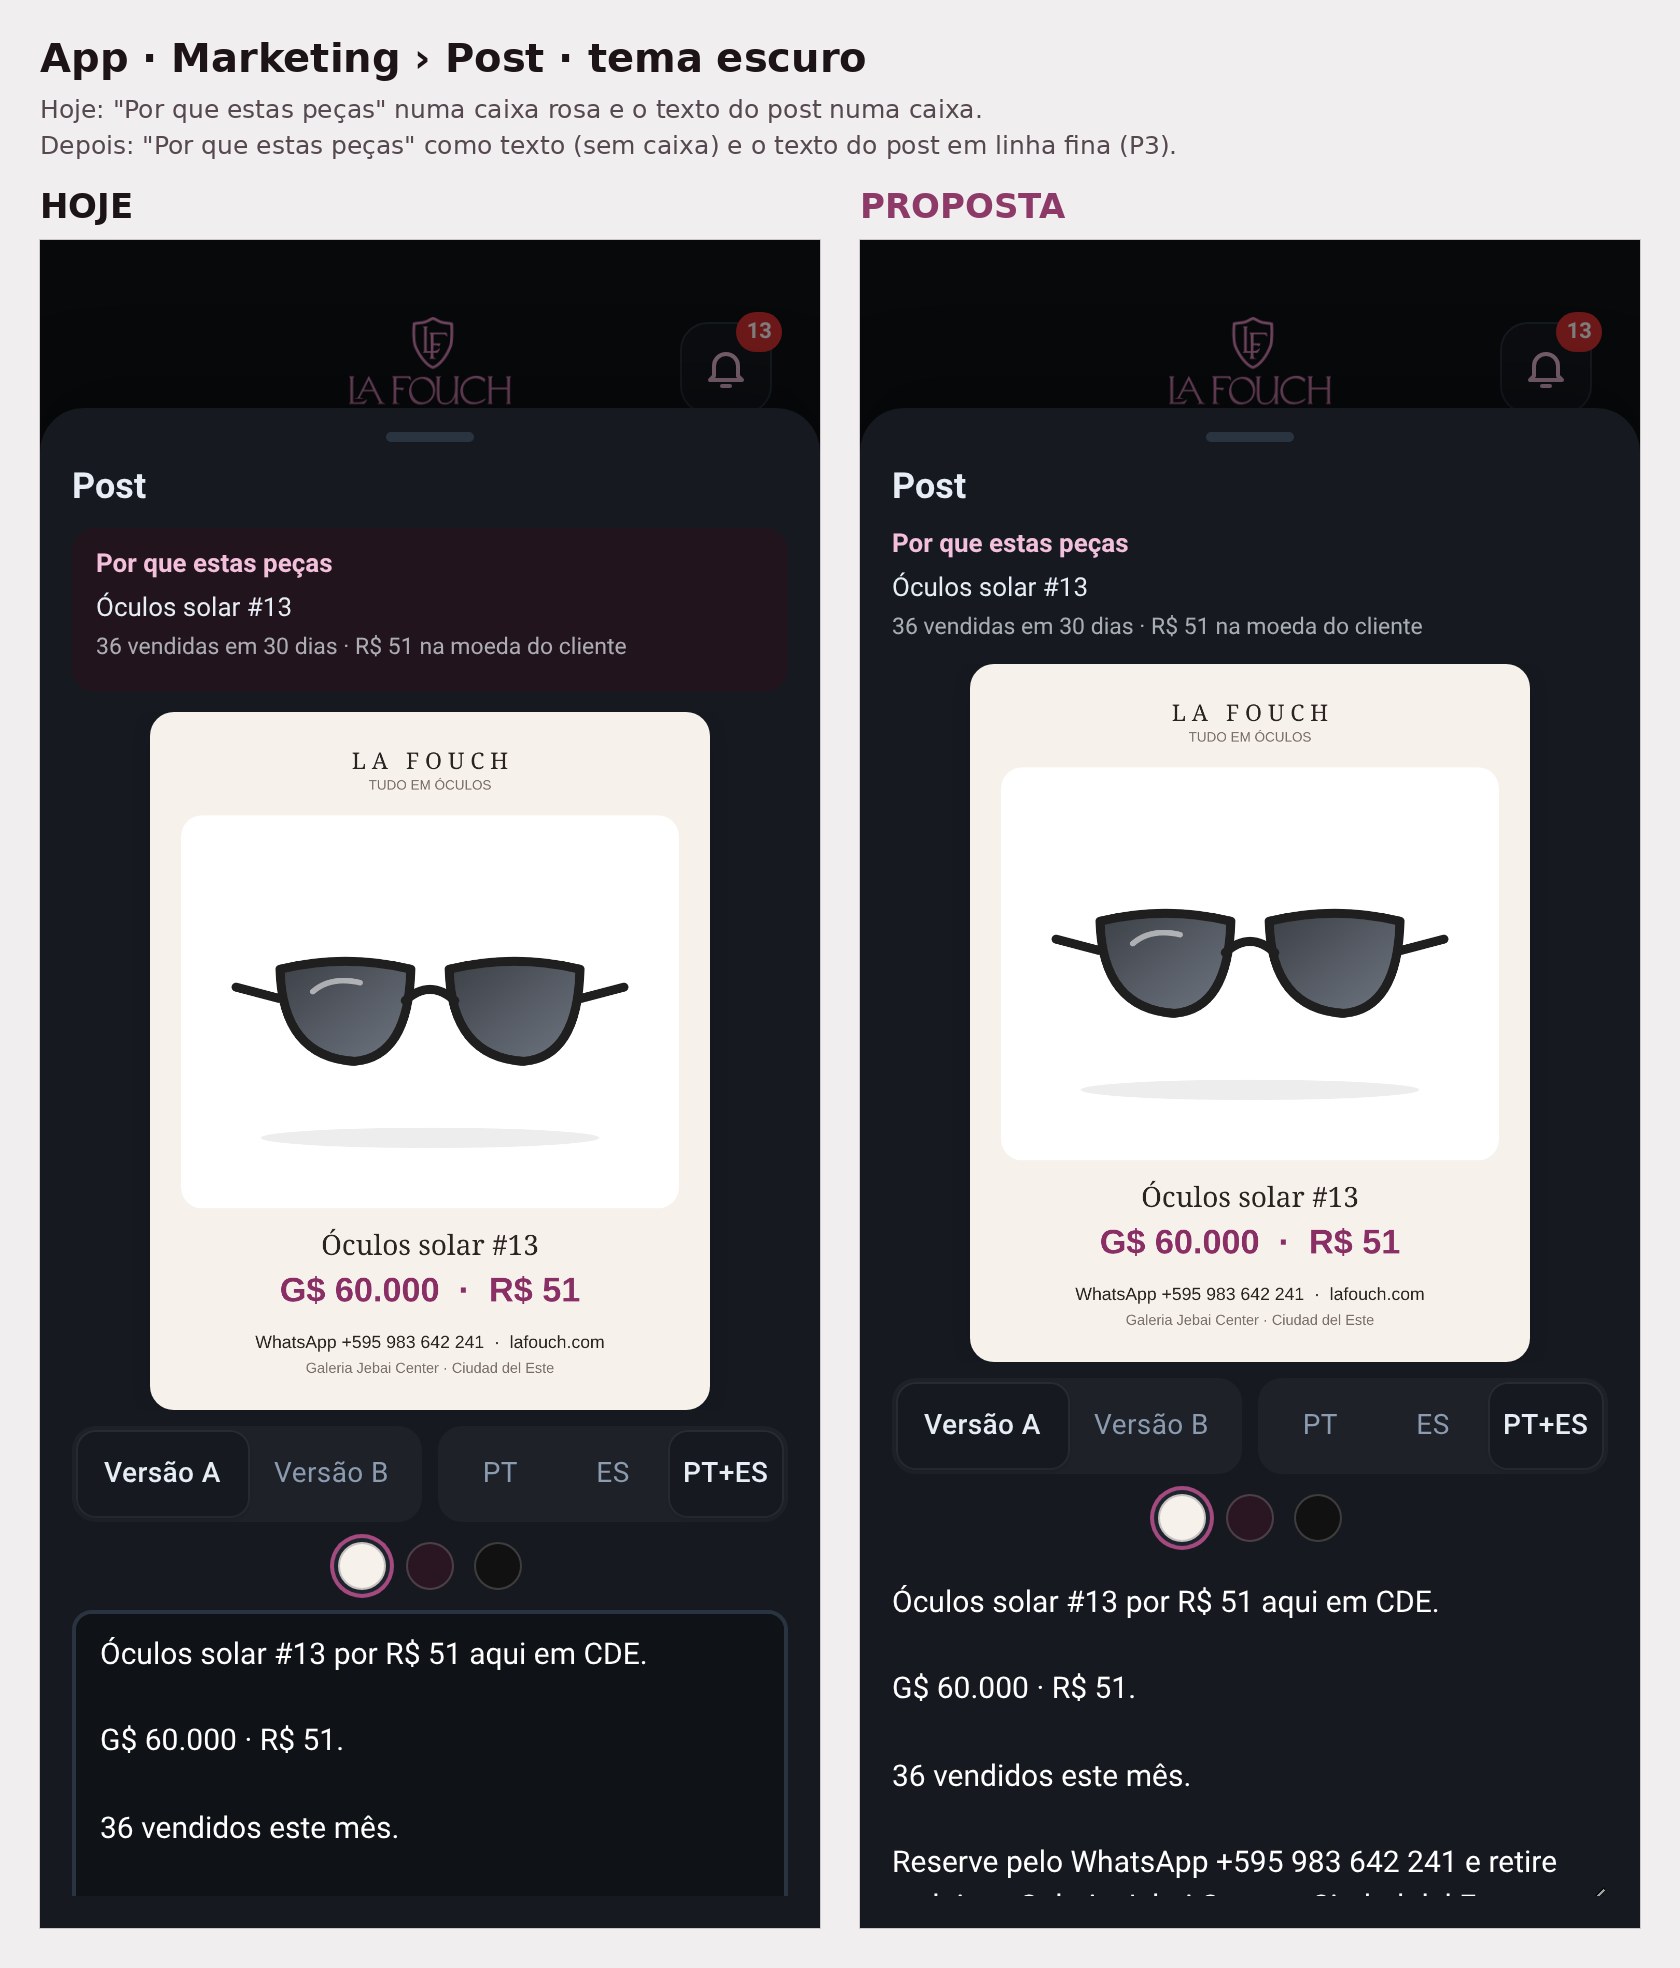 App · Marketing › Post · tema escuro
Hoje: "Por que estas peças" numa caixa rosa e o texto do post numa caixa.
Depois: "Por que estas peças" como texto (sem caixa) e o texto do post em linha fina (P3).
HOJE
LF
13
LA FOUCH
Post
Por que estas peças
Óculos solar #13
36 vendidas em 30 dias · R$ 51 na moeda do cliente
LA FOUCH
TUDO EM ÓCULOS
Óculos solar #13
G$ 60.000 · R$ 51
WhatsApp +595 983 642 241 · lafouch.com
Galeria Jebai Center · Ciudad del Este
Versão A Versão B PT ES PT+ES
Óculos solar #13 por R$ 51 aqui em CDE.
G$ 60.000 · R$ 51.
36 vendidos este mês.
PROPOSTA
LF
13
LA FOUCH
Post
Por que estas peças
Óculos solar #13
36 vendidas em 30 dias · R$ 51 na moeda do cliente
LA FOUCH
TUDO EM ÓCULOS
Óculos solar #13
G$ 60.000 · R$ 51
WhatsApp +595 983 642 241 · lafouch.com
Galeria Jebai Center · Ciudad del Este
Versão A Versão B PT ES PT+ES
Óculos solar #13 por R$ 51 aqui em CDE.
G$ 60.000 · R$ 51.
36 vendidos este mês.
Reserve pelo WhatsApp +595 983 642 241 e retire